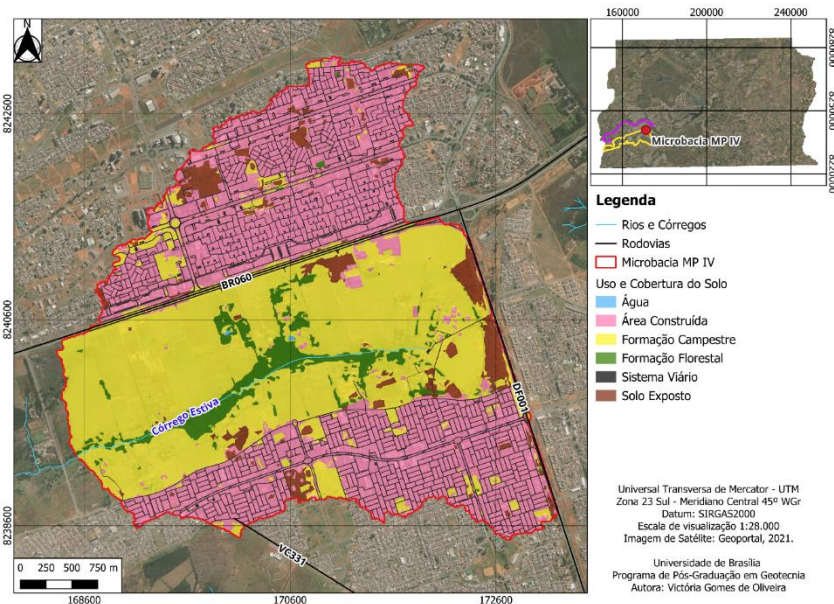 N
160000 200000 240000
8242600
8240600
8238600
BR060
Córrego Estiva
DF001
VC331
0 250 500 750 m
168600 170600 172600
Microbacia MP IV
Legenda
Rios e Córregos
Rodovias
Microbacia MP IV
Uso e Cobertura do Solo
Água
Área Construída
Formação Campestre
Formação Florestal
Sistema Viário
Solo Exposto
Universal Transversa de Mercator - UTM
Zona 23 Sul - Meridiano Central 45º WGr
Datum: SIRGAS2000
Escala de visualização 1:28.000
Imagem de Satélite: Geoportal, 2021.
Universidade de Brasília
Programa de Pós-Graduação em Geotecnia
Autora: Victória Gomes de Oliveira